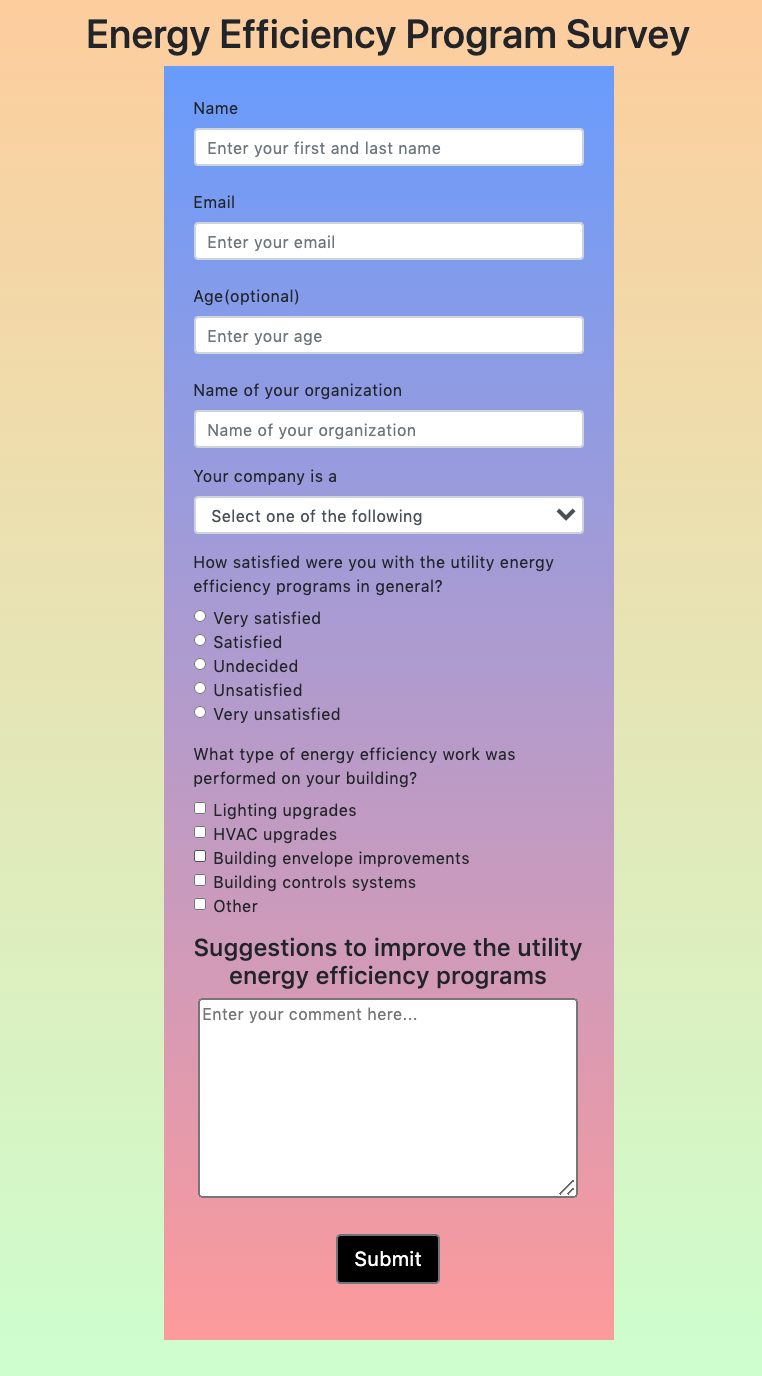 Energy Efficiency Program Survey
Name
Enter your first and last name
Email
Enter your email
Age(optional)
Enter your age
Name of your organization
Name of your organization
Your company is a
Select one of the following
How satisfied were you with the utility energy
efficiency programs in general?
Very satisfied
Satisfied
Undecided
Unsatisfied
Very unsatisfied
What type of energy efficiency work was
performed on your building?
Lighting upgrades
HVAC upgrades
Building envelope improvements
Building controls systems
Other
Suggestions to improve the utility
energy efficiency programs
Enter your comment here...
Submit